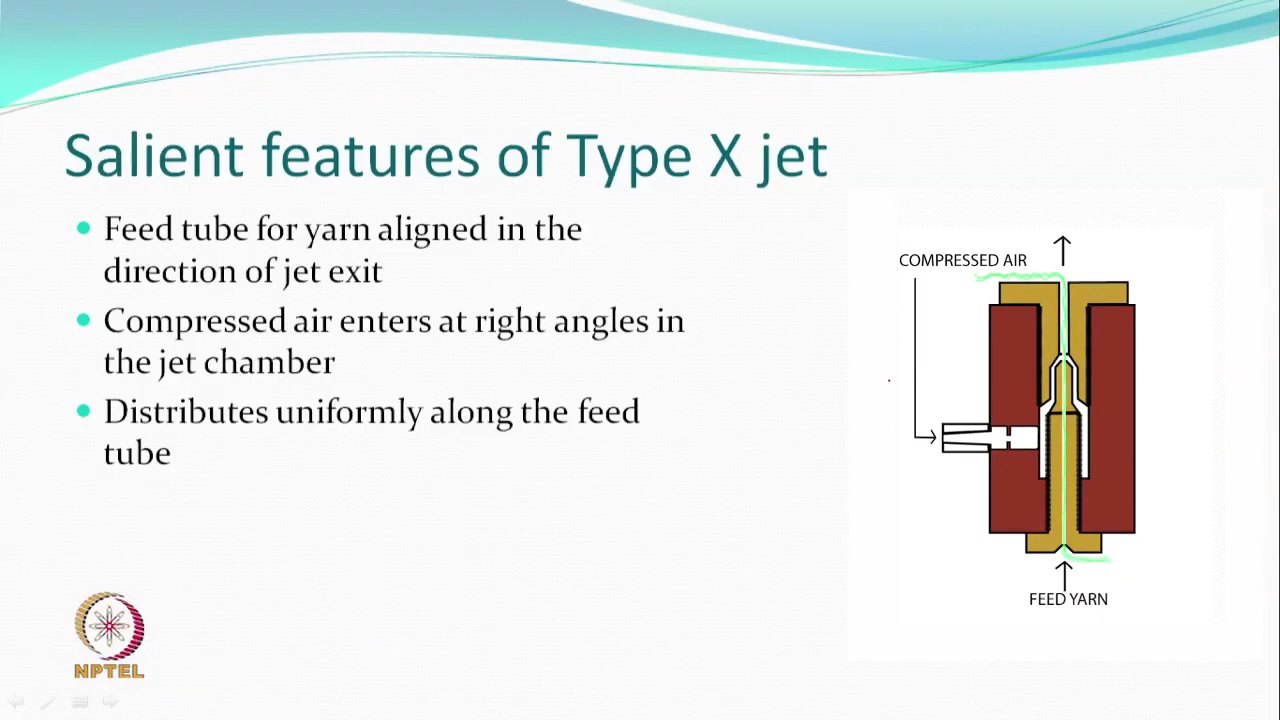 Salient features of Type X jet
Feed tube for yarn aligned in the
direction of jet exit
Compressed air enters at right angles in
the jet chamber
Distributes uniformly along the feed
tube
COMPRESSED AIR
FEED YARN
NPTEL